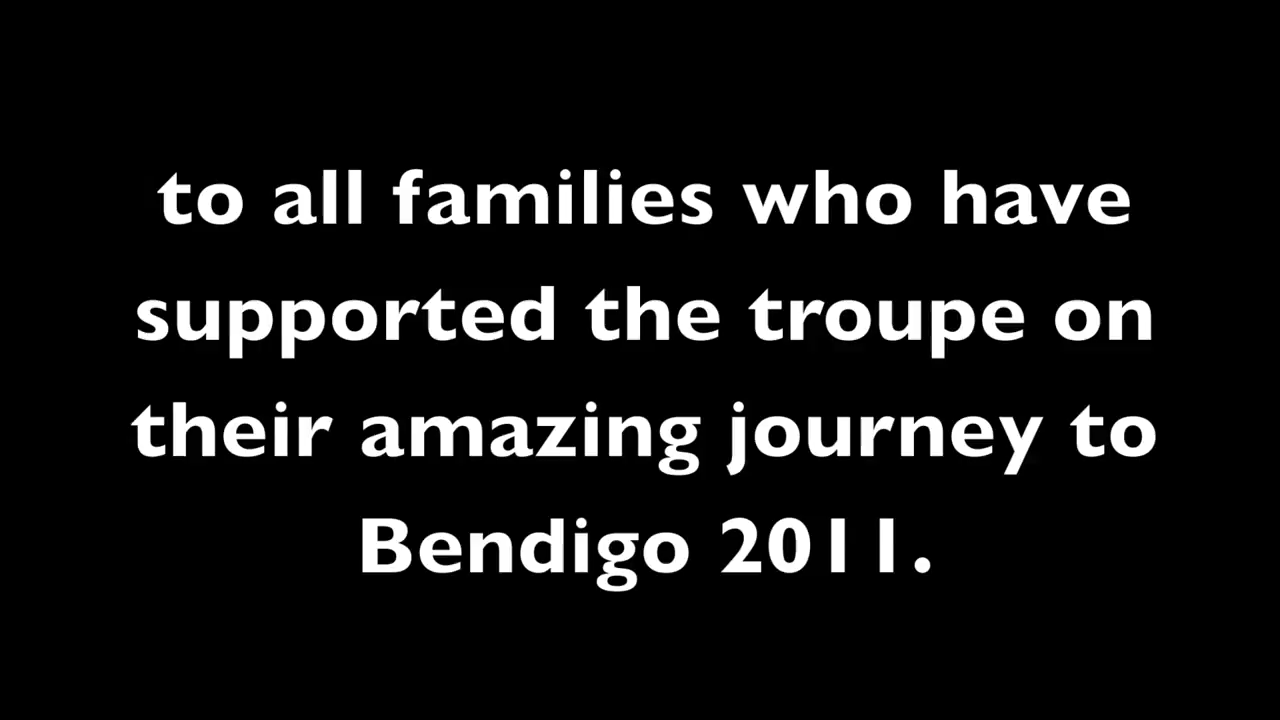 to all families who have
supported the troupe on
their amazing journey to
Bendigo 2011.